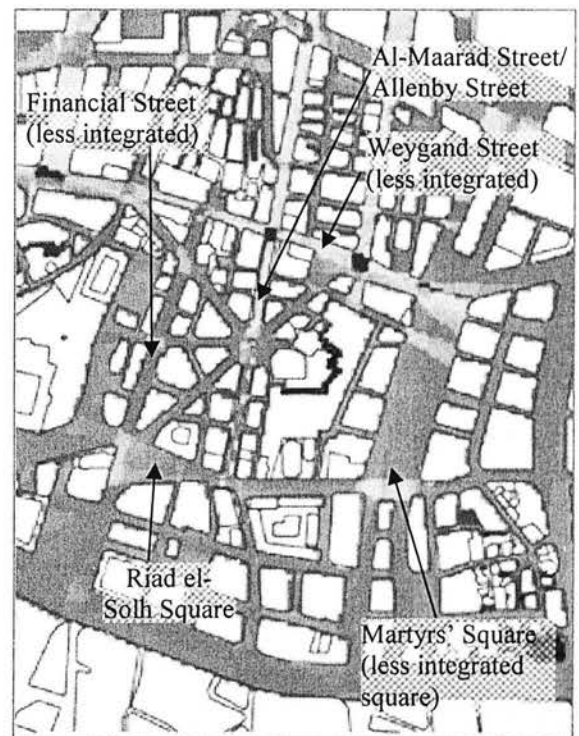 Al-Maarad Street/
Allenby Street
Financial Street
(less integrated)
Weygand Street
(less integrated)
Riad el-
Solh Square
Martyrs' Square
(less integrated
square)